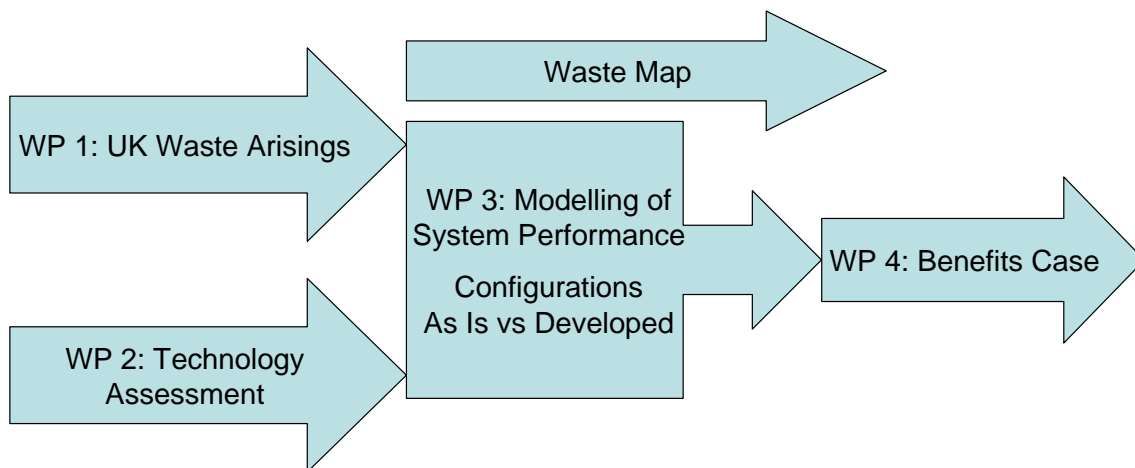 Waste Map
WP 1: UK Waste Arisings
WP 3: Modelling of
System Performance
Configurations
As Is vs Developed
WP 4: Benefits Case
WP 2: Technology
Assessment